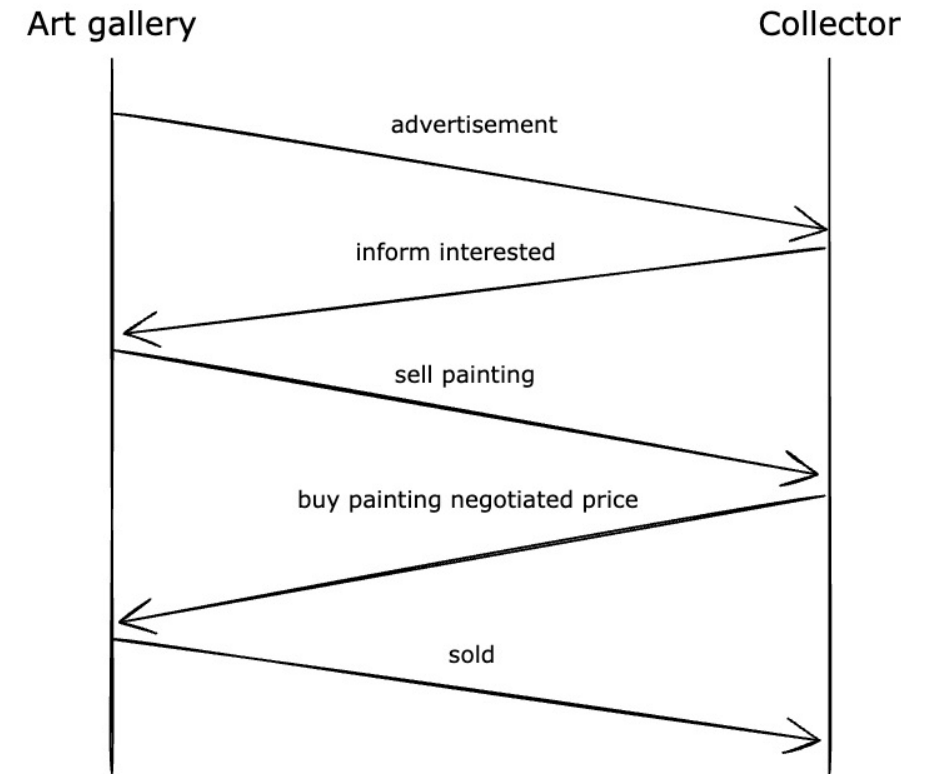 Art gallery
Collector
advertisement
inform interested
sell painting
buy painting negotiated price
sold